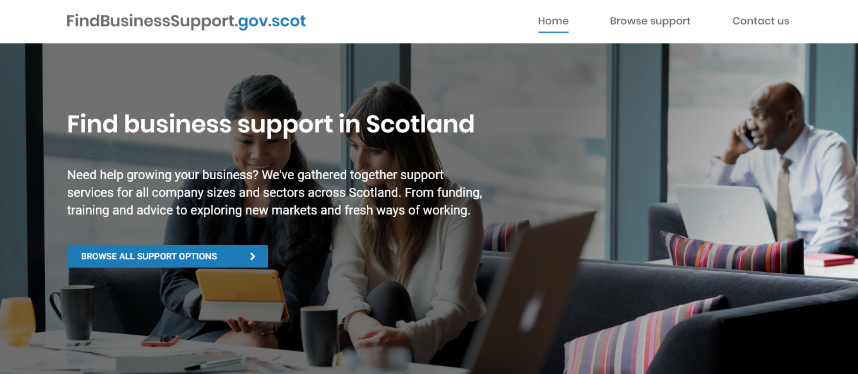 FindBusinessSupport.gov.scot
Home
Browse support
Contact us
Find business support in Scotland
Need help growing your business? We've gathered together support
services for all company sizes and sectors across Scotland. From funding,
training and advice to exploring new markets and fresh ways of working.
BROWSE ALL SUPPORT OPTIONS